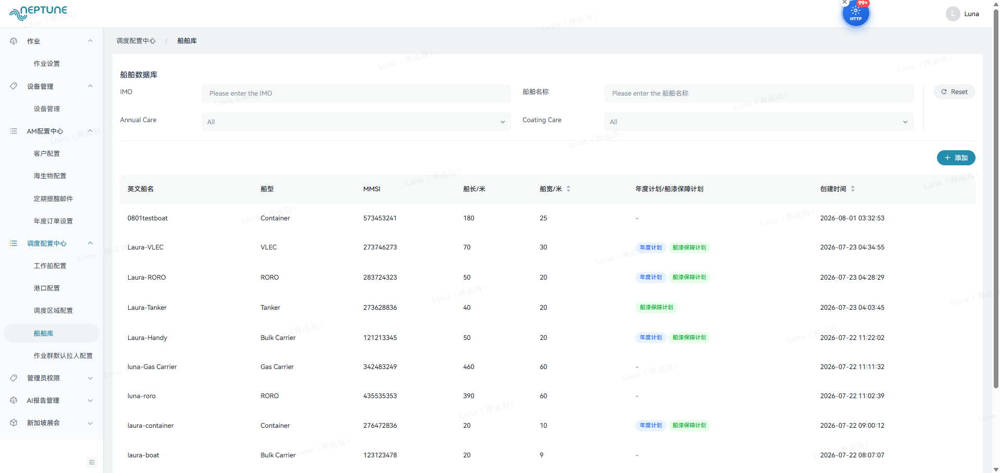 NEPTUNE
99+
HTTP
L Luna
作业
作业设置
设备管理
设备管理
AM配置中心
客户配置
海生物配置
定期提醒邮件
年度订单设置
调度配置中心
工作船配置
港口配置
调度区域配置
船舶库
作业群默认拉人配置
管理员权限
AI报告管理
新加坡展会
调度配置中心 / 船舶库
船舶数据库
IMO Please enter the IMO 船舶名称 Please enter the 船舶名称 Reset
Annual Care All Coating Care All
添加
英文船名 船型 MMSI 船长/米 船宽/米 年度计划/船漆保障计划 创建时间
0801testboat Container 573453241 180 25 - 2026-08-01 03:32:53
Laura-VLEC VLEC 273746273 70 30 年度计划 船漆保障计划 2026-07-23 04:34:55
Laura-RORO RORO 283724323 50 20 年度计划 船漆保障计划 2026-07-23 04:28:29
Laura-Tanker Tanker 273628836 40 20 船漆保障计划 2026-07-23 04:03:45
Laura-Handy Bulk Carrier 121213345 50 20 年度计划 船漆保障计划 2026-07-22 11:22:02
luna-Gas Carrier Gas Carrier 342483249 460 60 - 2026-07-22 11:11:32
luna-roro RORO 435535353 390 60 - 2026-07-22 11:02:39
laura-container Container 276472836 20 10 年度计划 船漆保障计划 2026-07-22 09:00:12
laura-boat Bulk Carrier 123123478 20 9 - 2026-07-22 08:07:07